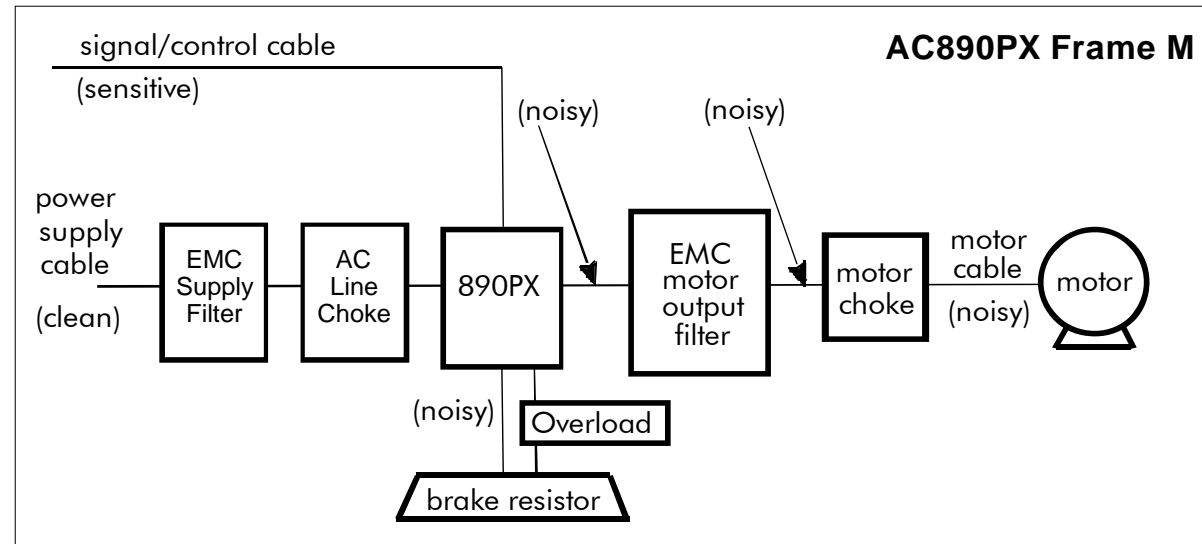 AC890PX Frame M
signal/control cable
(sensitive)
(noisy)
(noisy)
power
supply
cable
(clean)
EMC
Supply
Filter
AC
Line
Choke
890PX
EMC
motor
output
filter
motor
choke
motor
cable
(noisy)
motor
(noisy)
Overload
brake resistor